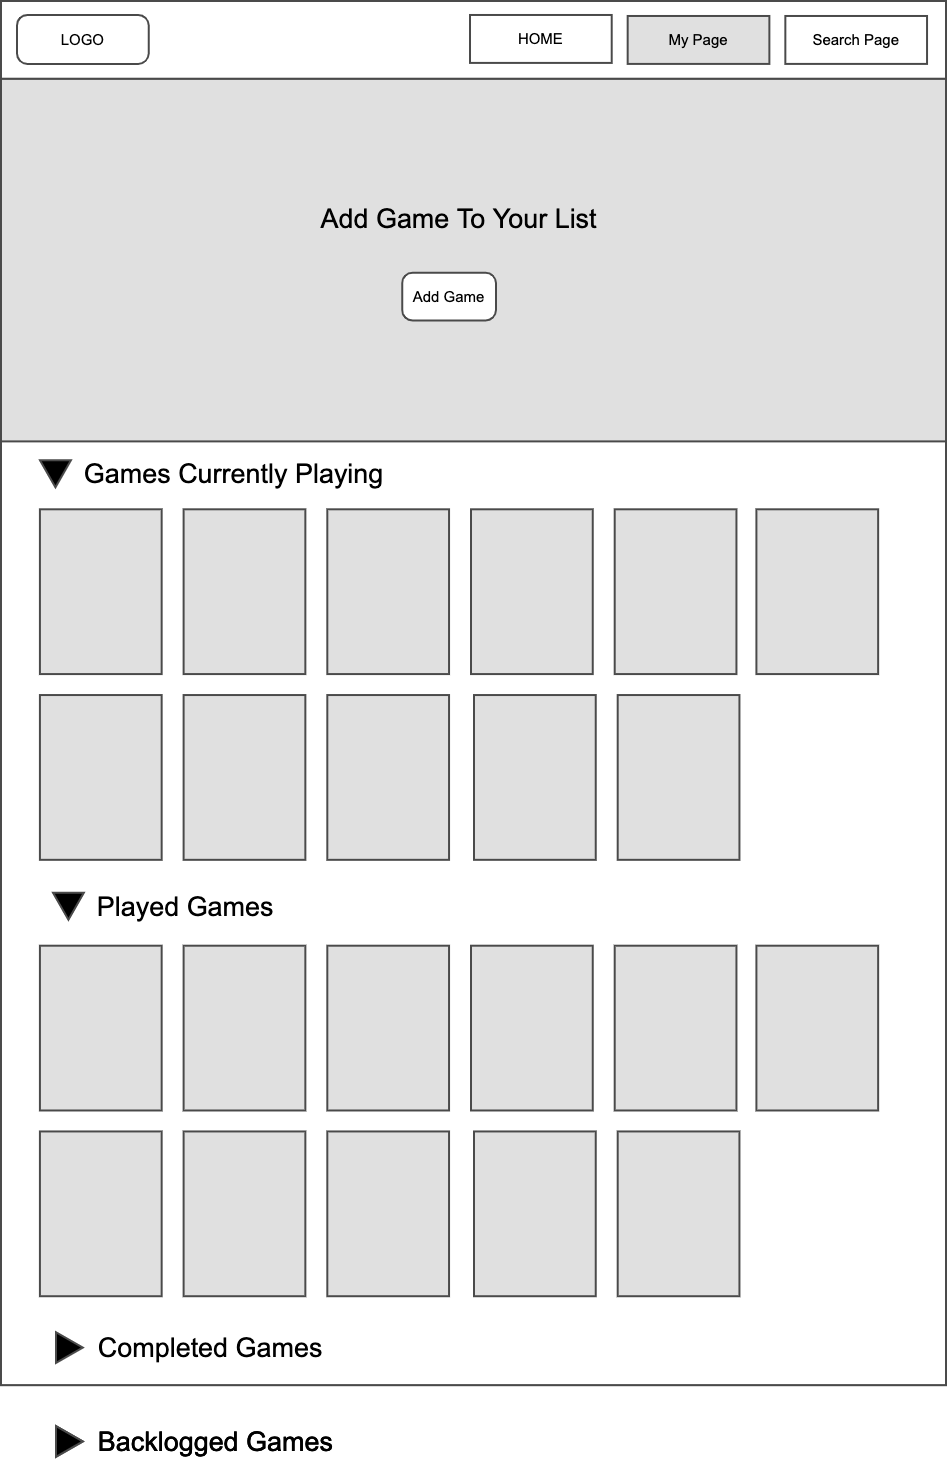 LOGO
HOME
My Page
Search Page
Add Game To Your List
Add Game
Games Currently Playing
Played Games
Completed Games
Backlogged Games